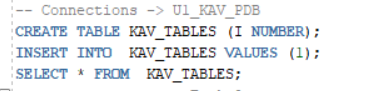 -- Connections -> U1_KAV_PDB
CREATE TABLE KAV_TABLES (I NUMBER);
INSERT INTO  KAV_TABLES VALUES (1);
SELECT * FROM  KAV_TABLES;